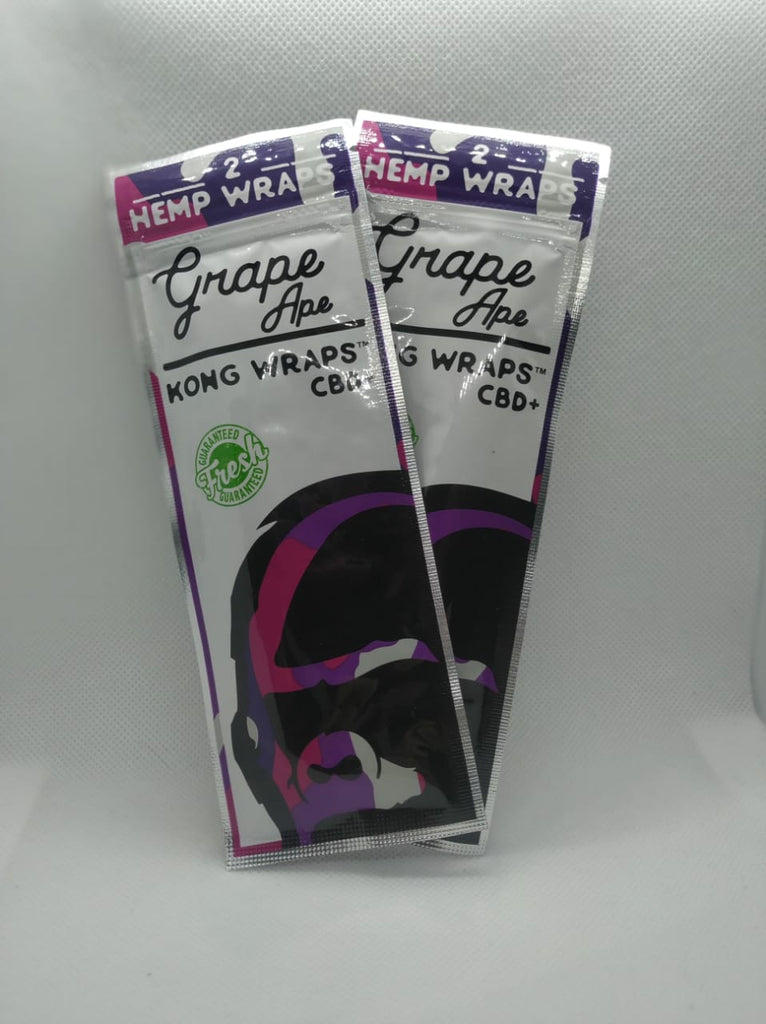 -2-
HEMP WRAPS
Grape
Ape
KONG WRAPS™
CBD+
GUARANTEED
Fresh
GUARANTEED
-2-
HEMP WRAPS
Grape
Ape
G WRAPS™
CBD+